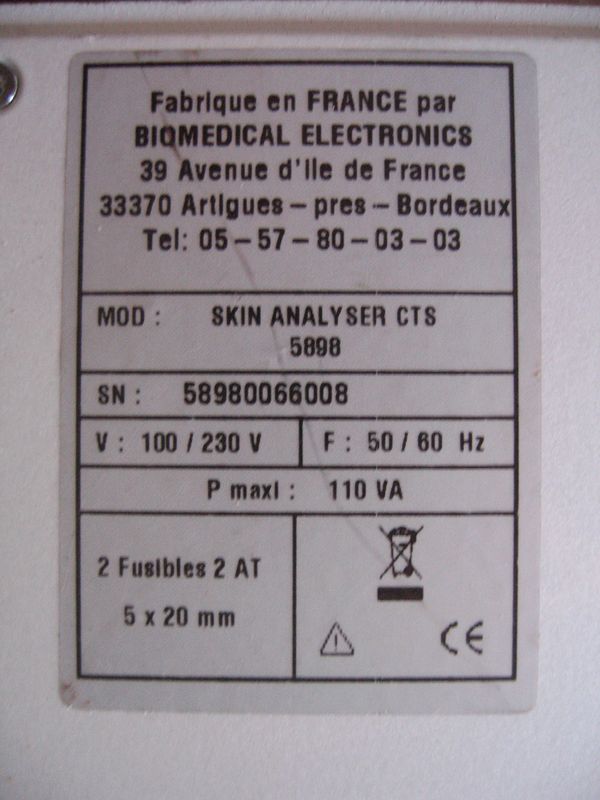 Fabrique en FRANCE par
BIOMEDICAL ELECTRONICS
39 Avenue d'Ile de France
33370 Artigues – pres – Bordeaux
Tel: 05 – 57 – 80 – 03 – 03
MOD : SKIN ANALYSER CTS
5898
SN : 58980066008
V : 100 / 230 V F : 50 / 60 Hz
P maxi : 110 VA
2 Fusibles 2 AT
5 x 20 mm
CE